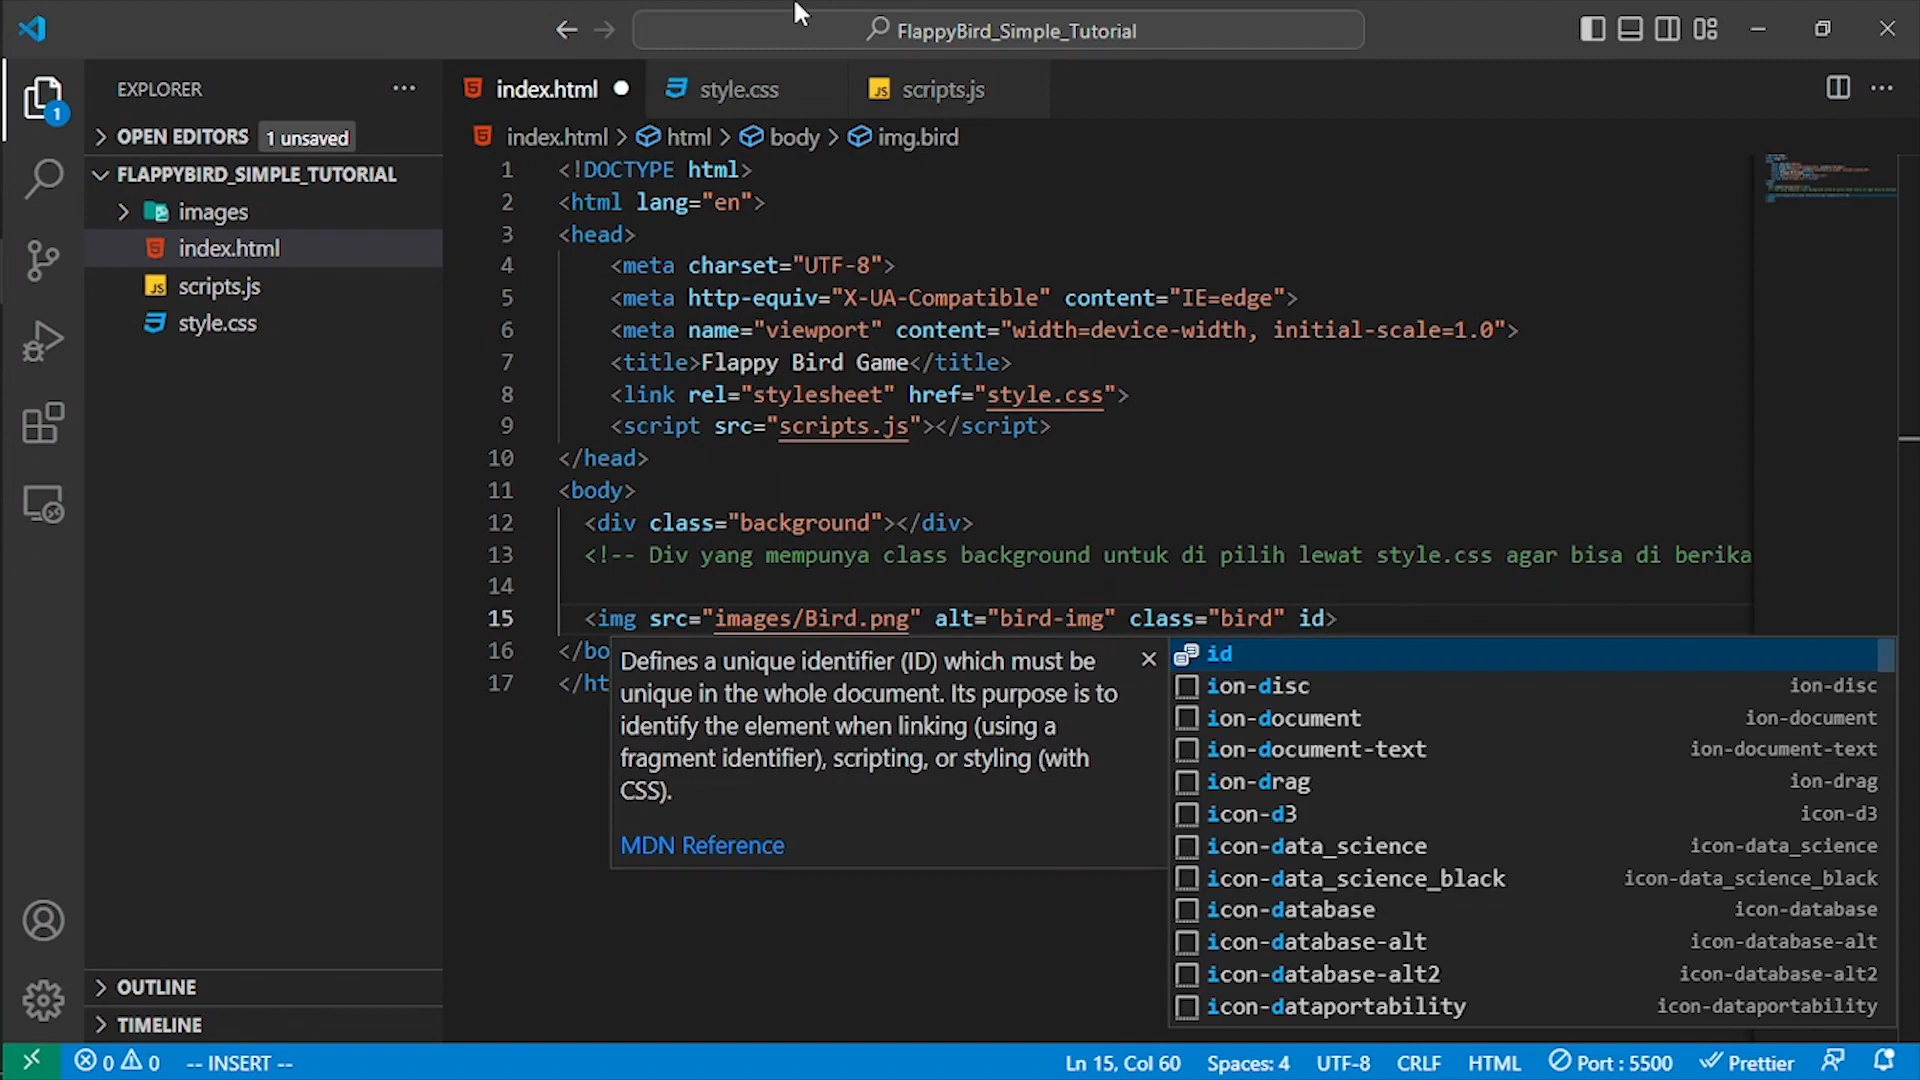 FlappyBird_Simple_Tutorial
EXPLORER
index.html
style.css
scripts.js
1
OPEN EDITORS 1 unsaved
index.html > html > body > img.bird
FLAPPYBIRD_SIMPLE_TUTORIAL
images
index.html
scripts.js
style.css
1 <!DOCTYPE html>
2 <html lang="en">
3 <head>
4 <meta charset="UTF-8">
5 <meta http-equiv="X-UA-Compatible" content="IE=edge">
6 <meta name="viewport" content="width=device-width, initial-scale=1.0">
7 <title>Flappy Bird Game</title>
8 <link rel="stylesheet" href="style.css">
9 <script src="scripts.js"></script>
10 </head>
11 <body>
12 <div class="background"></div>
13 <!-- Div yang mempunya class background untuk di pilih lewat style.css agar bisa di berika
14
15 <img src="images/Bird.png" alt="bird-img" class="bird" id>
16 </bo
17 </ht
Defines a unique identifier (ID) which must be
unique in the whole document. Its purpose is to
identify the element when linking (using a
fragment identifier), scripting, or styling (with
CSS).
MDN Reference
id
ion-disc ion-disc
ion-document ion-document
ion-document-text ion-document-text
ion-drag ion-drag
icon-d3 icon-d3
icon-data_science icon-data_science
icon-data_science_black icon-data_science_black
icon-database icon-database
icon-database-alt icon-database-alt
icon-database-alt2 icon-database-alt2
icon-dataportability icon-dataportability
OUTLINE
TIMELINE
0 0 -- INSERT -- Ln 15, Col 60 Spaces: 4 UTF-8 CRLF HTML Port : 5500 Prettier